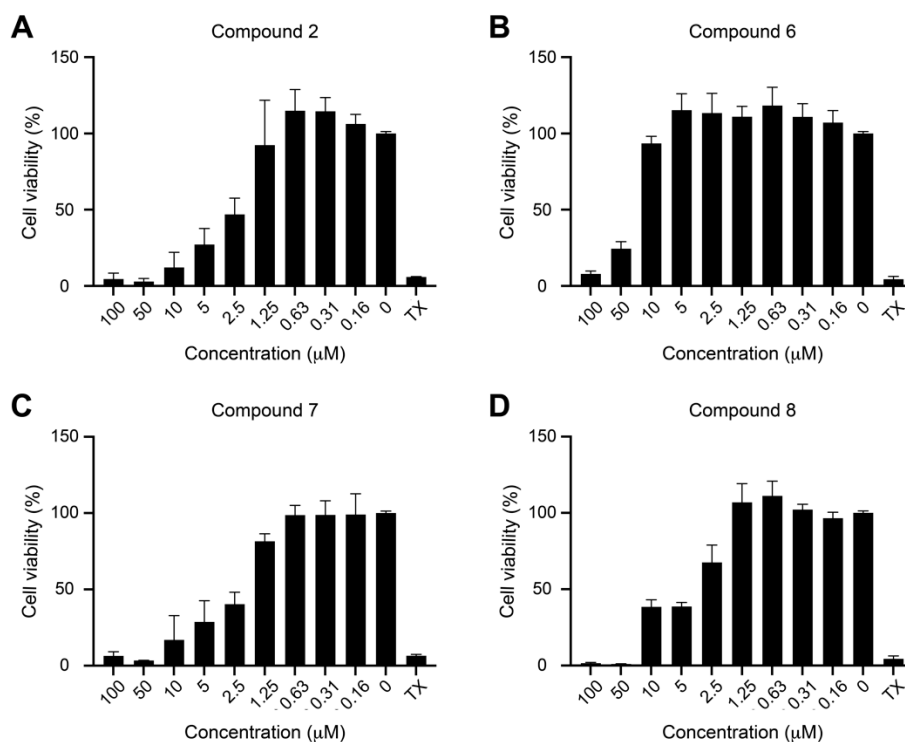 A
Compound 2
Cell viability (%)
150
100
50
0
100 50 10 5 2.5 1.25 0.63 0.31 0.16 0 TX
Concentration (μM)
B
Compound 6
Cell viability (%)
150
100
50
0
100 50 10 5 2.5 1.25 0.63 0.31 0.16 0 TX
Concentration (μM)
C
Compound 7
Cell viability (%)
150
100
50
0
100 50 10 5 2.5 1.25 0.63 0.31 0.16 0 TX
Concentration (μM)
D
Compound 8
Cell viability (%)
150
100
50
0
100 50 10 5 2.5 1.25 0.63 0.31 0.16 0 TX
Concentration (μM)